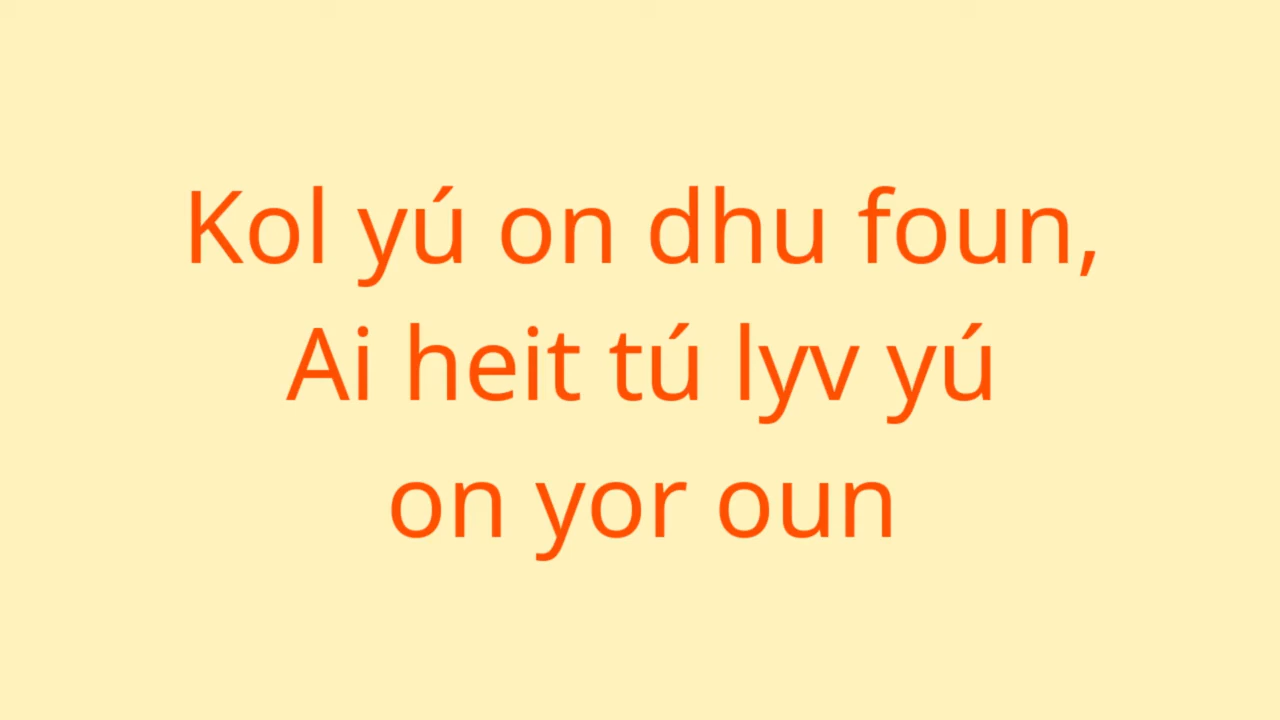 Kol yú on dhu foun,
Ai heit tú lyv yú
on yor oun